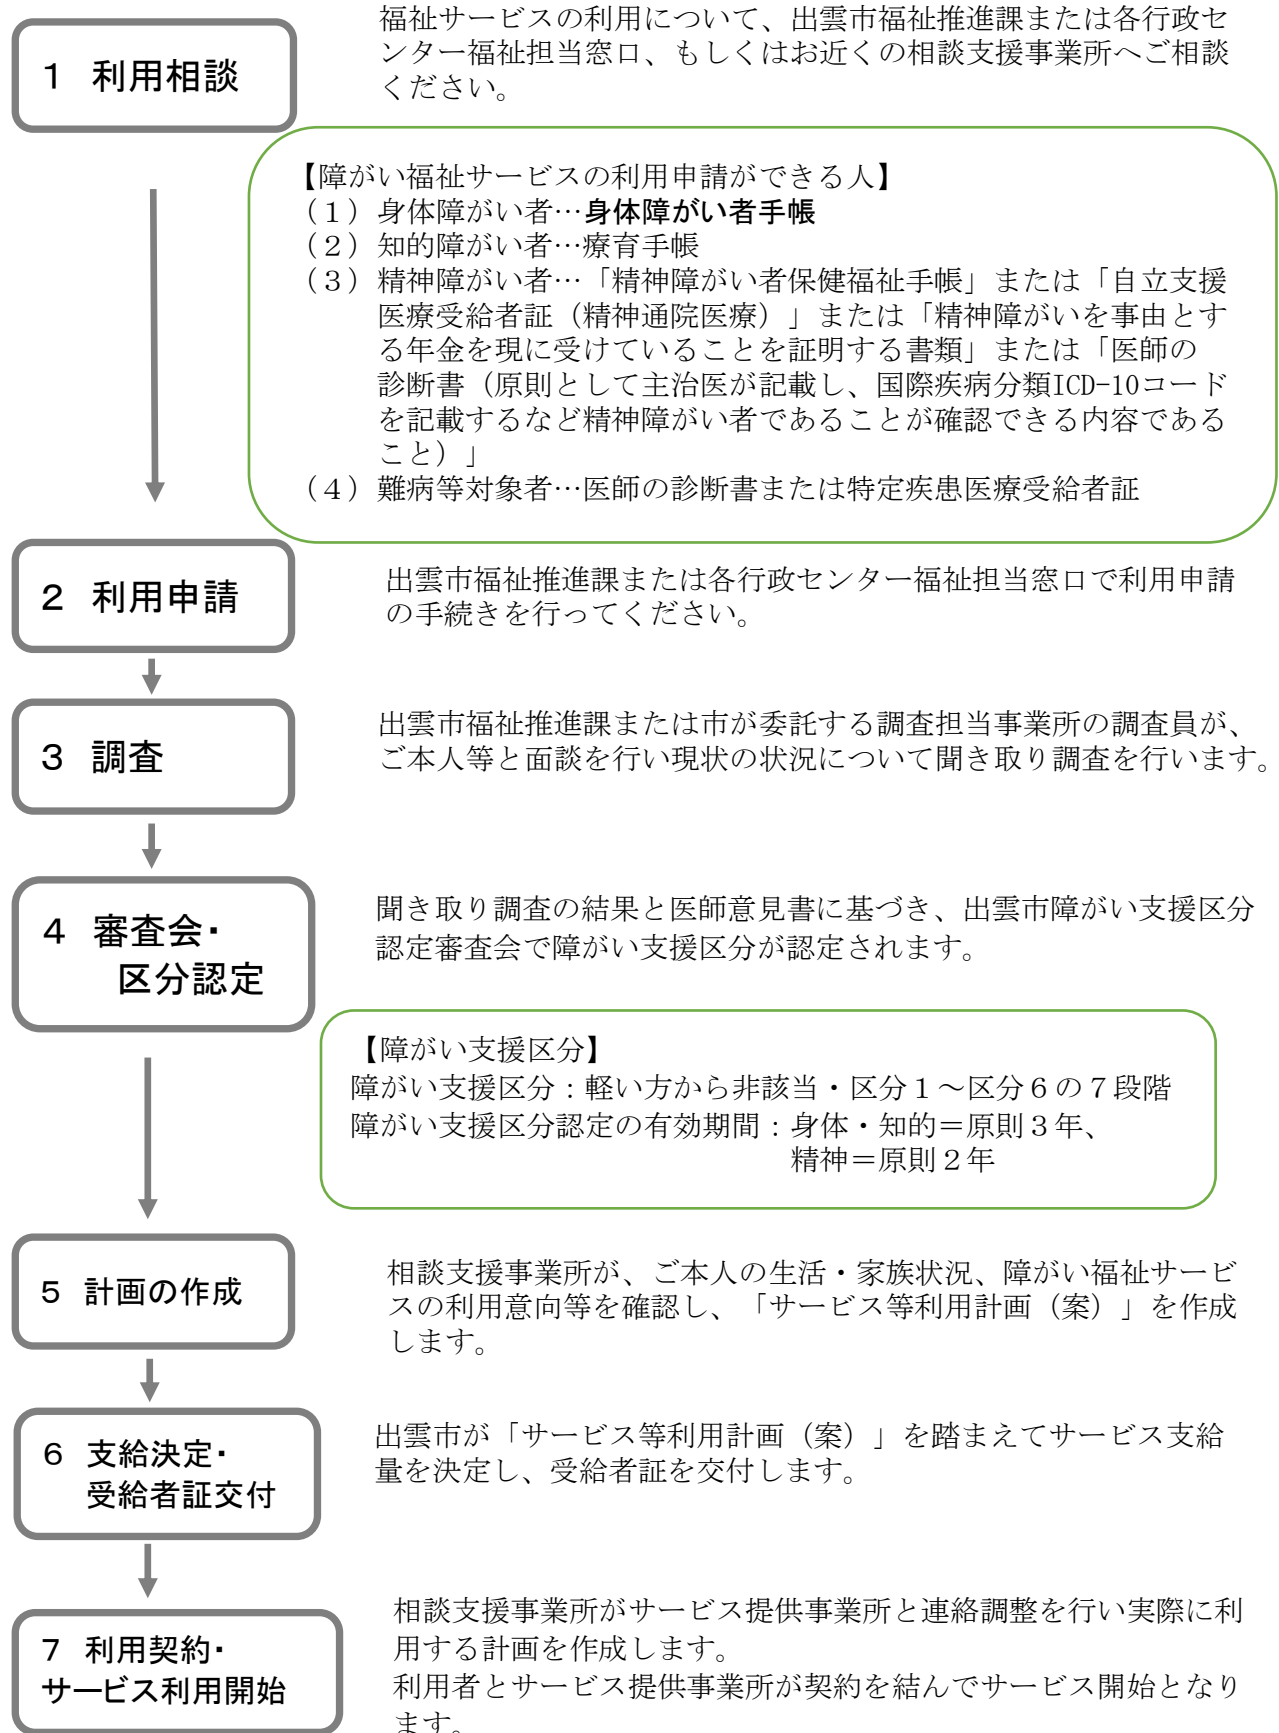 福祉サービスの利用について、出雲市福祉推進課または各行政セ
ンター福祉担当窓口、もしくはお近くの相談支援事業所へご相談
ください。
1 利用相談
【障がい福祉サービスの利用申請ができる人】
（１）身体障がい者…身体障がい者手帳
（２）知的障がい者…療育手帳
（３）精神障がい者…「精神障がい者保健福祉手帳」または「自立支援
医療受給者証（精神通院医療）」または「精神障がいを事由とす
る年金を現に受けていることを証明する書類」または「医師の
診断書（原則として主治医が記載し、国際疾病分類ICD-10コード
を記載するなど精神障がい者であることが確認できる内容である
こと）」
（４）難病等対象者…医師の診断書または特定疾患医療受給者証
2 利用申請
出雲市福祉推進課または各行政センター福祉担当窓口で利用申請
の手続きを行ってください。
3 調査
出雲市福祉推進課または市が委託する調査担当事業所の調査員が、
ご本人等と面談を行い現状の状況について聞き取り調査を行います。
4 審査会・
区分認定
聞き取り調査の結果と医師意見書に基づき、出雲市障がい支援区分
認定審査会で障がい支援区分が認定されます。
【障がい支援区分】
障がい支援区分：軽い方から非該当・区分１～区分６の７段階
障がい支援区分認定の有効期間：身体・知的＝原則３年、
精神＝原則２年
5 計画の作成
相談支援事業所が、ご本人の生活・家族状況、障がい福祉サービ
スの利用意向等を確認し、「サービス等利用計画（案）」を作成
します。
6 支給決定・
受給者証交付
出雲市が「サービス等利用計画（案）」を踏まえてサービス支給
量を決定し、受給者証を交付します。
7 利用契約・
サービス利用開始
相談支援事業所がサービス提供事業所と連絡調整を行い実際に利
用する計画を作成します。
利用者とサービス提供事業所が契約を結んでサービス開始となり
ます。